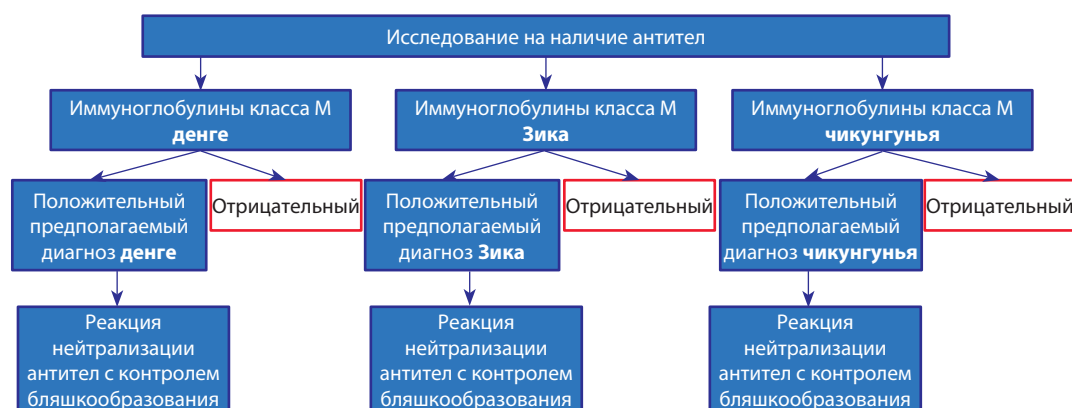 Исследование на наличие антител
Иммуноглобулины класса М
денге
Иммуноглобулины класса М
Зика
Иммуноглобулины класса М
чикунгунья
Положительный
предполагаемый
диагноз денге
Отрицательный
Положительный
предполагаемый
диагноз Зика
Отрицательный
Положительный
предполагаемый
диагноз чикунгунья
Отрицательный
Реакция
нейтрализации
антител с контролем
бляшкообразования
Реакция
нейтрализации
антител с контролем
бляшкообразования
Реакция
нейтрализации
антител с контролем
бляшкообразования